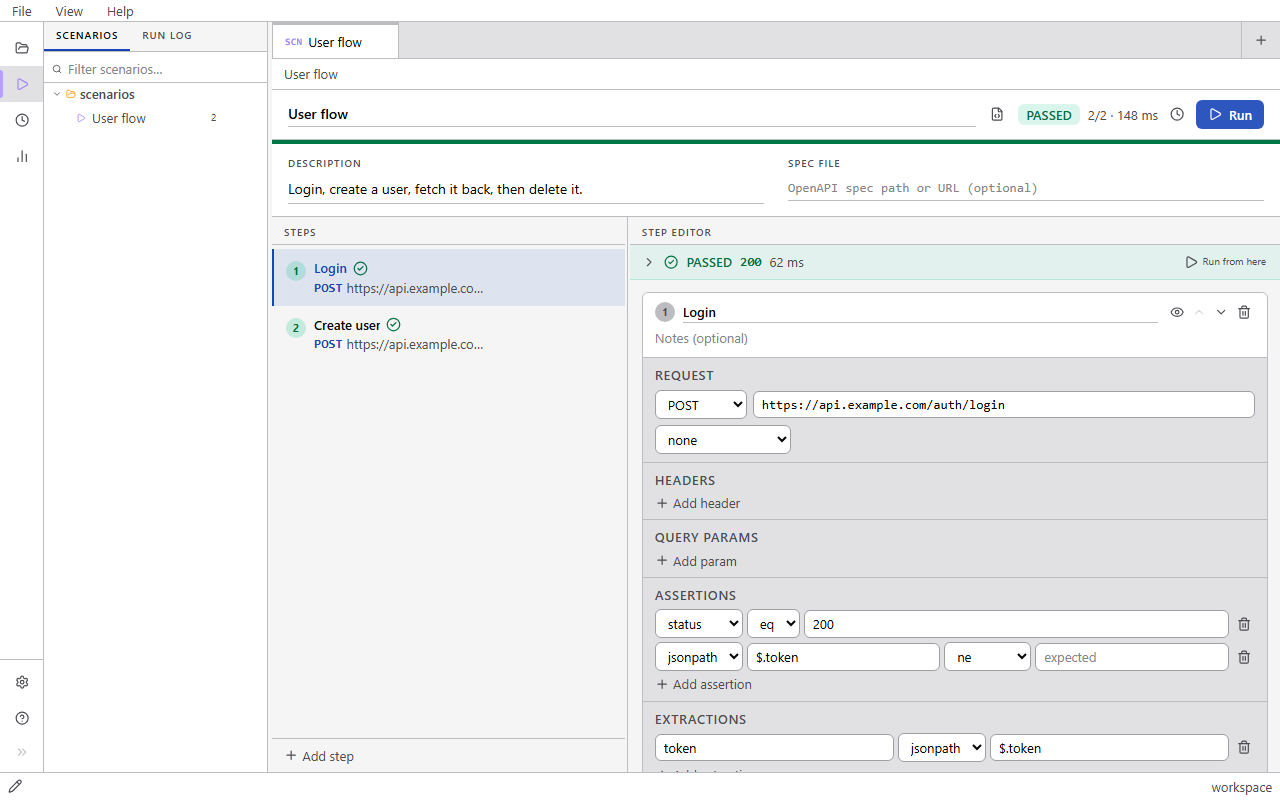 File View Help
SCENARIOS RUN LOG
SCN User flow
Filter scenarios...
User flow
scenarios
User flow 2
User flow
PASSED 2/2 · 148 ms
Run
DESCRIPTION
Login, create a user, fetch it back, then delete it.
SPEC FILE
OpenAPI spec path or URL (optional)
STEPS
1 Login
POST https://api.example.co...
2 Create user
POST https://api.example.co...
Add step
STEP EDITOR
PASSED 200 62 ms
Run from here
1 Login
Notes (optional)
REQUEST
POST https://api.example.com/auth/login
none
HEADERS
Add header
QUERY PARAMS
Add param
ASSERTIONS
status eq 200
jsonpath $.token ne expected
Add assertion
EXTRACTIONS
token jsonpath $.token
workspace